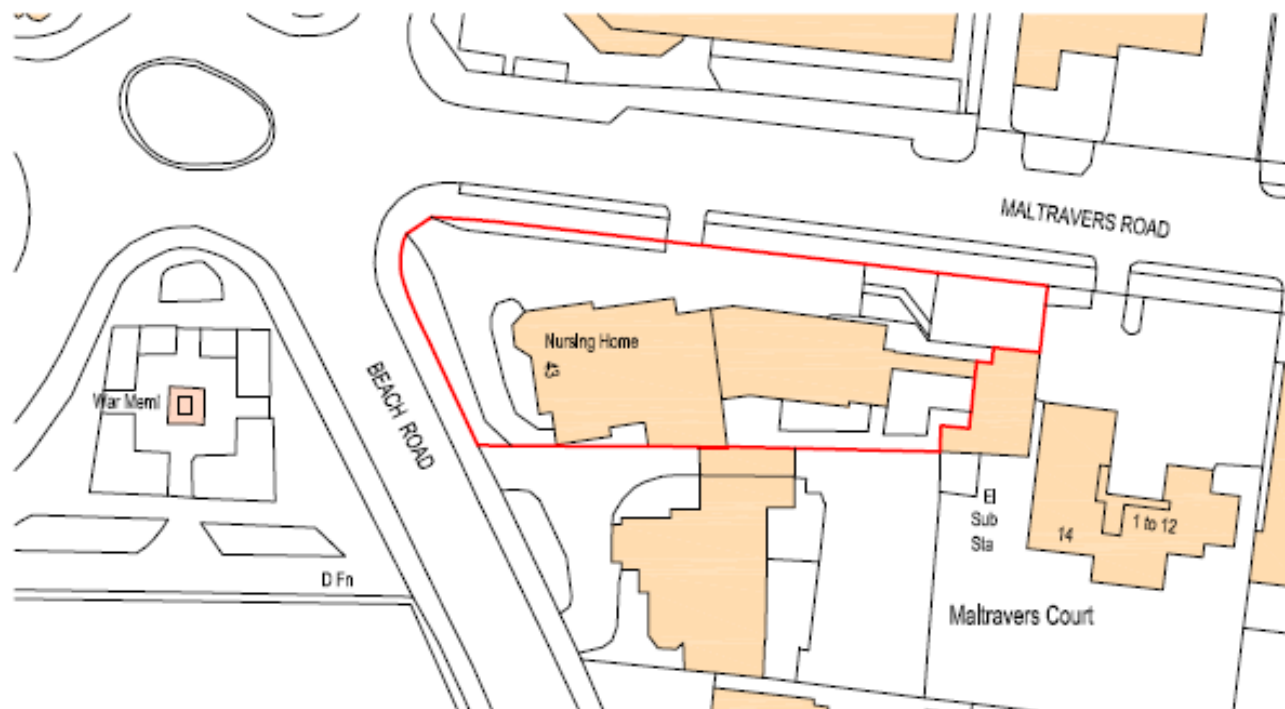 MALTRAVERS ROAD
Nursing Home
43
BEACH ROAD
War Meml
El
Sub
Sta
14
1 to 12
D Fn
Maltravers Court